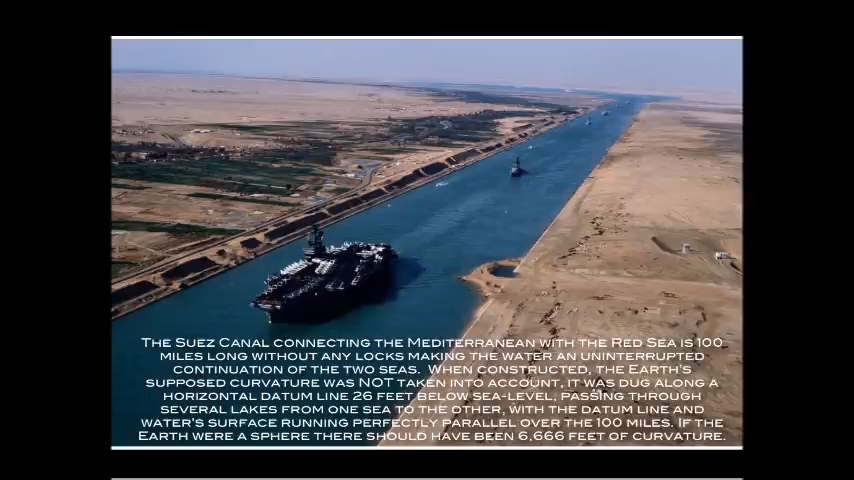 The Suez Canal connecting the Mediterranean with the Red Sea is 100
miles long without any locks making the water an uninterrupted
continuation of the two seas. When constructed, the Earth's
supposed curvature was NOT taken into account, it was dug along a
horizontal datum line 26 feet below sea-level, passing through
several lakes from one sea to the other, with the datum line and
water's surface running perfectly parallel over the 100 miles. If the
Earth were a sphere there should have been 6,666 feet of curvature.